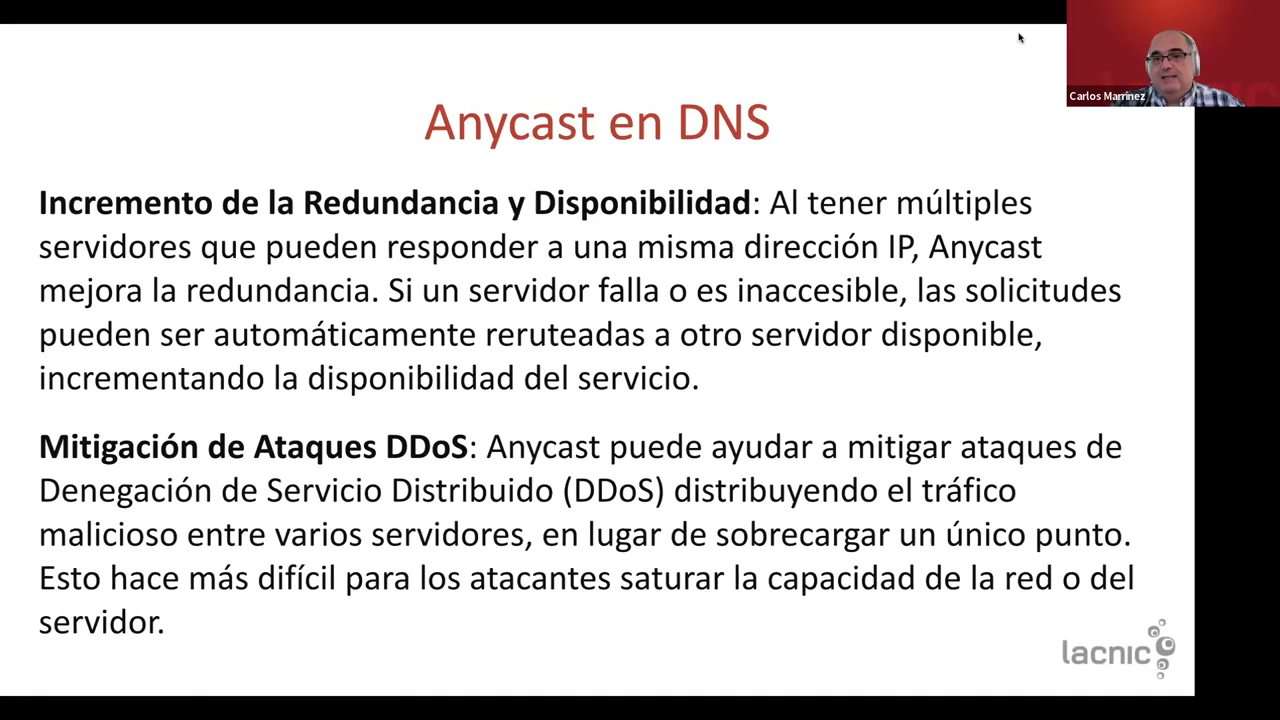 Carlos Marrinez
Anycast en DNS
Incremento de la Redundancia y Disponibilidad: Al tener múltiples
servidores que pueden responder a una misma dirección IP, Anycast
mejora la redundancia. Si un servidor falla o es inaccesible, las solicitudes
pueden ser automáticamente reruteadas a otro servidor disponible,
incrementando la disponibilidad del servicio.
Mitigación de Ataques DDoS: Anycast puede ayudar a mitigar ataques de
Denegación de Servicio Distribuido (DDoS) distribuyendo el tráfico
malicioso entre varios servidores, en lugar de sobrecargar un único punto.
Esto hace más difícil para los atacantes saturar la capacidad de la red o del
servidor.
lacnic